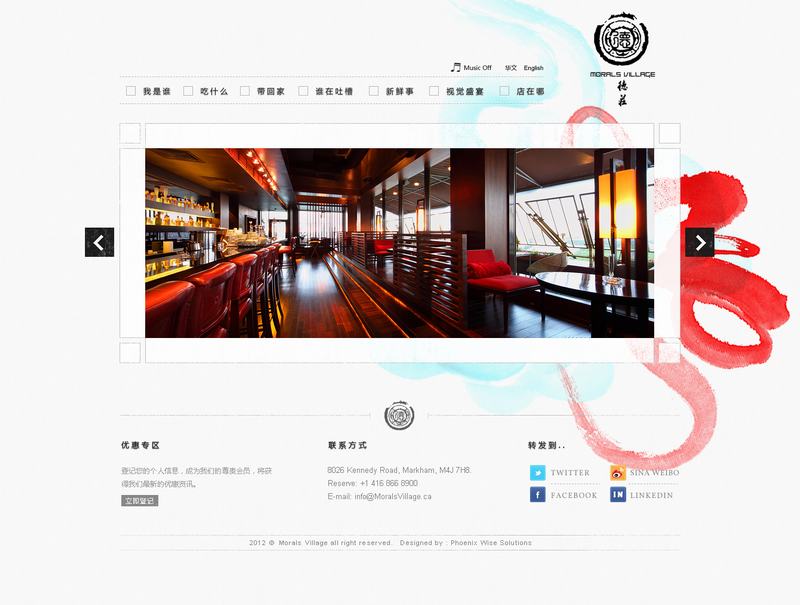 Music Off 华文 English
MORALS VILLAGE
德
莊
我是谁 吃什么 带回家 谁在吐槽 新鲜事 视觉盛宴 店在哪
优惠专区
登记您的个人信息，成为我们的尊贵会员，将获
得我们最新的优惠资讯。
立即登记
联系方式
8026 Kennedy Road, Markham, M4J 7H8.
Reserve: +1 416 866 8900
E-mail: info@MoralsVillage.ca
转发到..
TWITTER SINA WEIBO
FACEBOOK LINKEDIN
2012 © Morals Village all right reserved. Designed by : Phoenix Wise Solutions